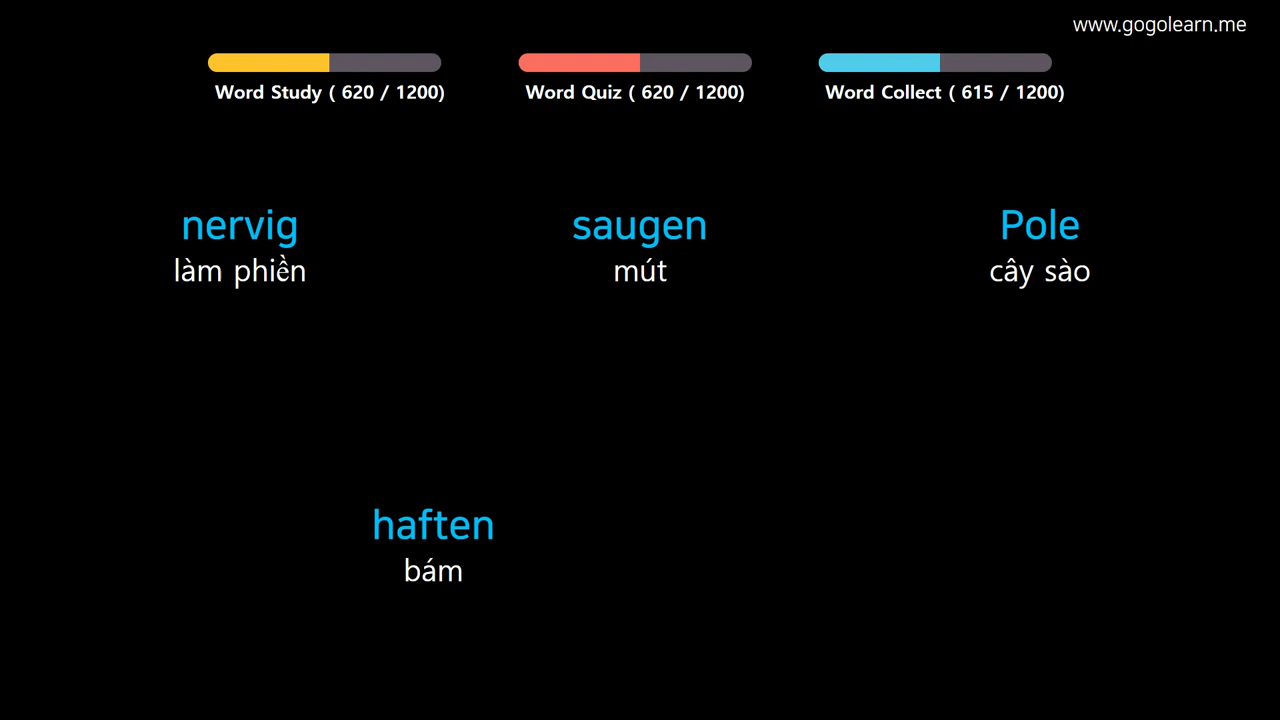 www.gogolearn.me
Word Study ( 620 / 1200)
Word Quiz ( 620 / 1200)
Word Collect ( 615 / 1200)
nervig
làm phiền
saugen
mút
Pole
cây sào
haften
bám